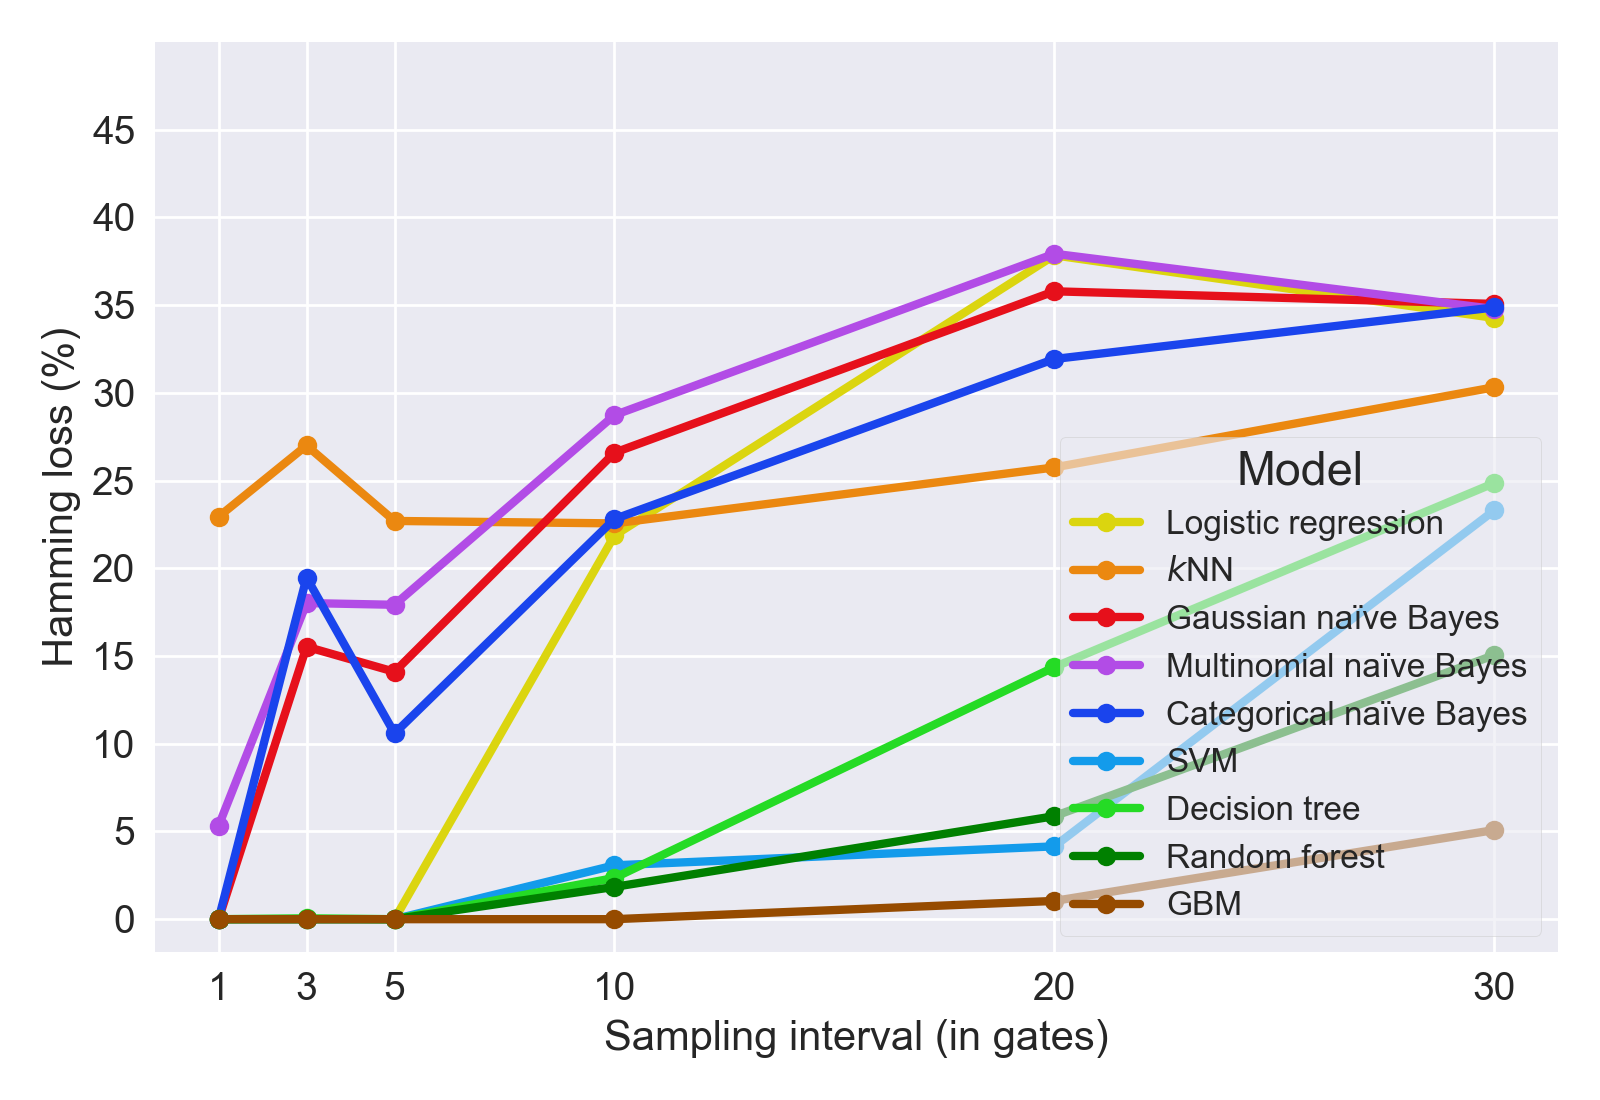 45
40
35
30
25
20
15
10
5
0
Hamming loss (%)
Model
Logistic regression
kNN
Gaussian naïve Bayes
Multinomial naïve Bayes
Categorical naïve Bayes
SVM
Decision tree
Random forest
GBM
1 3 5 10 20 30
Sampling interval (in gates)